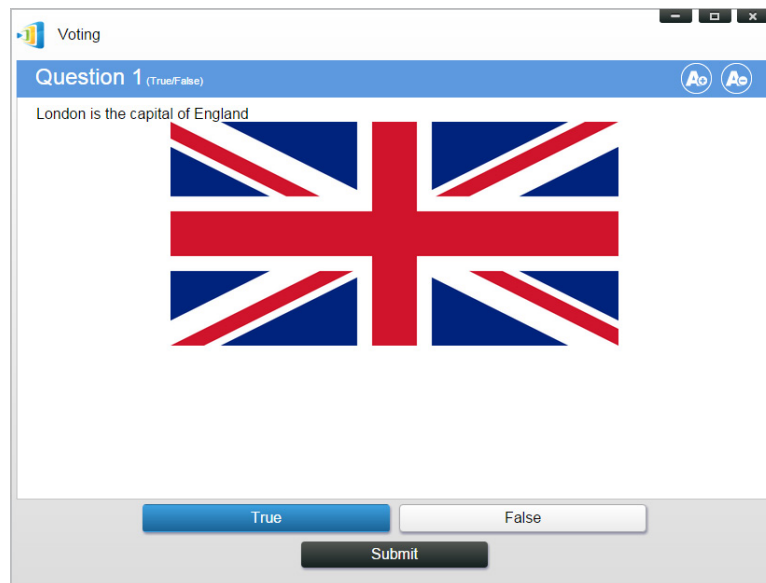 Voting
Question 1 (True/False)
London is the capital of England
True False
Submit